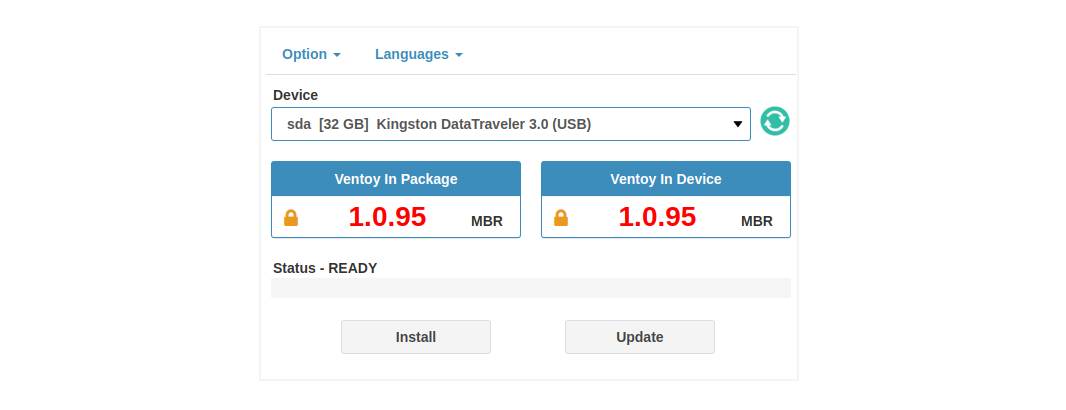 Option Languages
Device
sda [32 GB] Kingston DataTraveler 3.0 (USB)
Ventoy In Package Ventoy In Device
1.0.95 MBR 1.0.95 MBR
Status - READY
Install Update